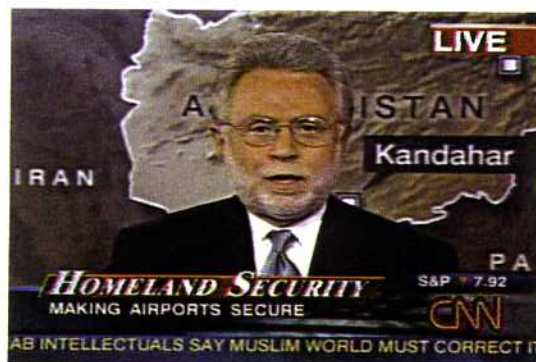 LIVE
A ISTAN
Kandahar
IRAN
PA
HOMELAND SECURITY
S&P ▼ 7.92
MAKING AIRPORTS SECURE
CNN
AB INTELLECTUALS SAY MUSLIM WORLD MUST CORRECT IT